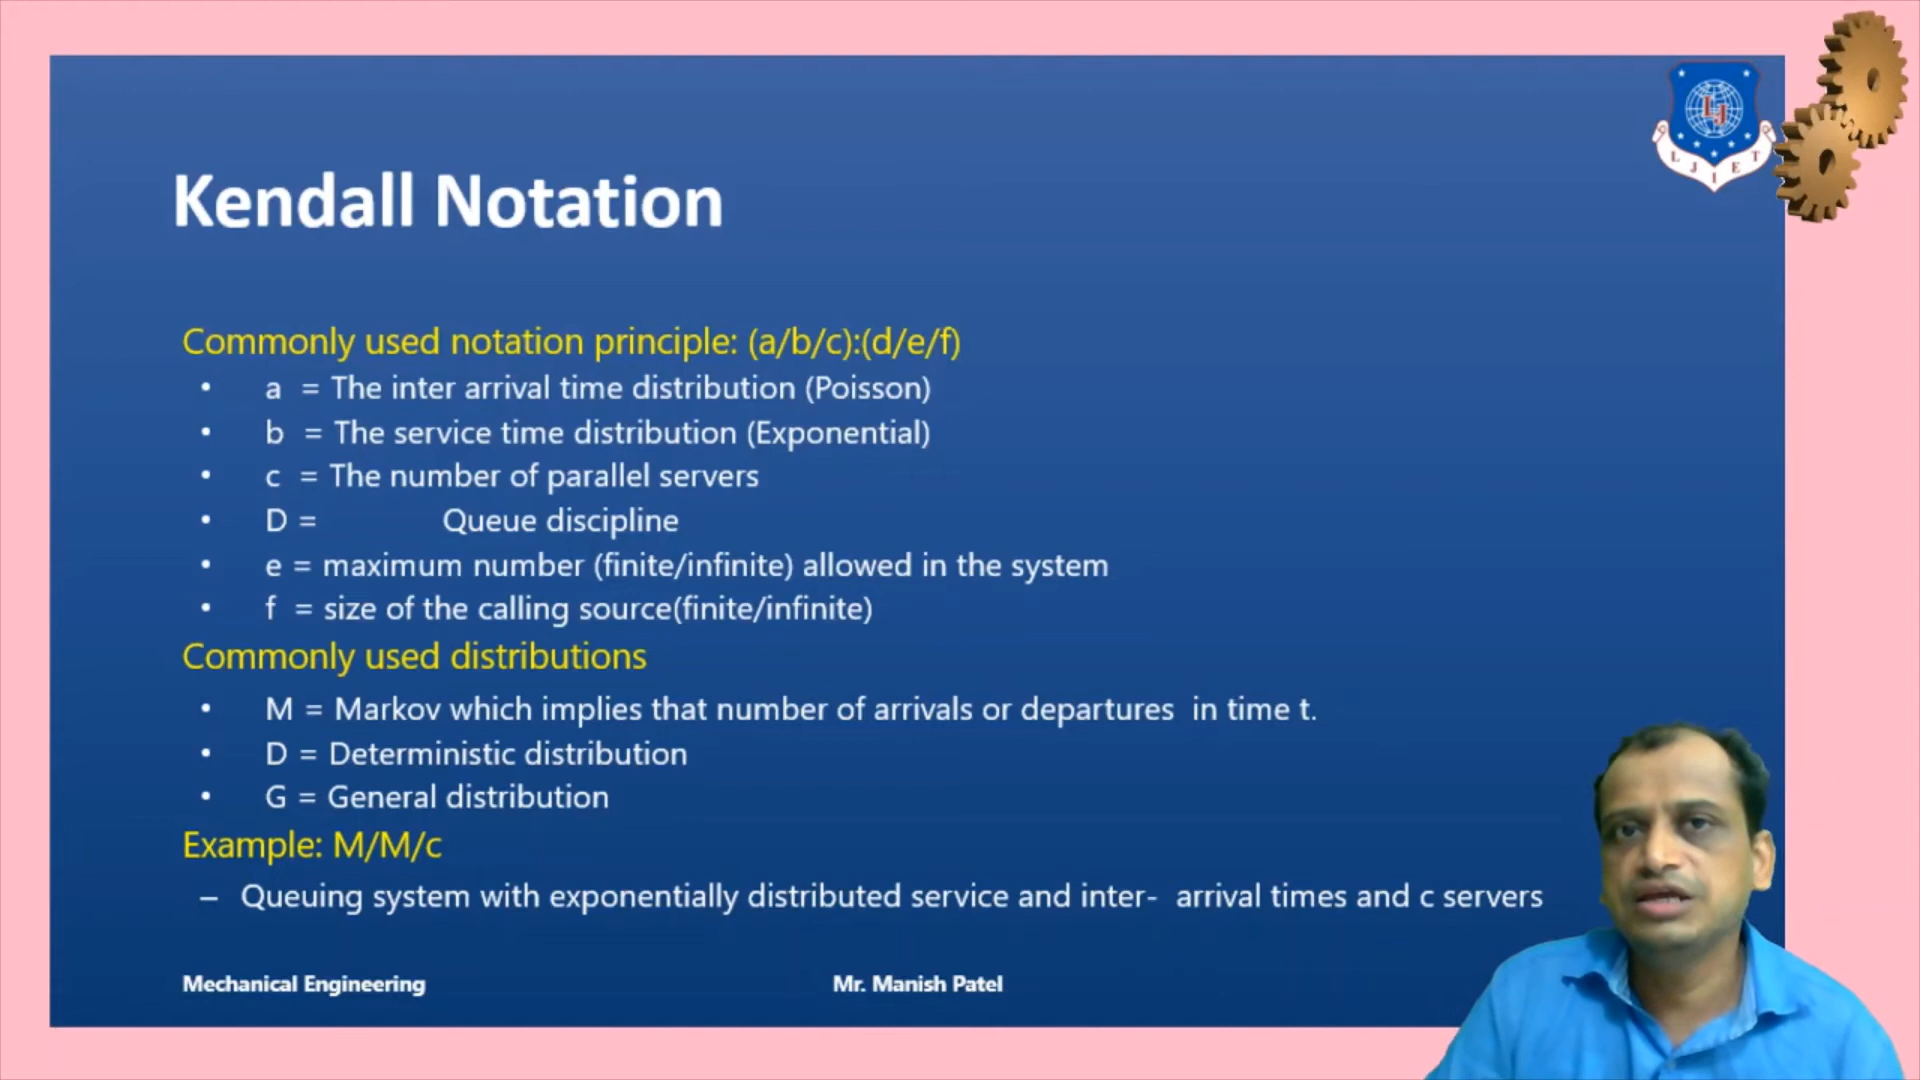 LJ
LJIET
Kendall Notation
Commonly used notation principle: (a/b/c):(d/e/f)
• a = The inter arrival time distribution (Poisson)
• b = The service time distribution (Exponential)
• c = The number of parallel servers
• D = Queue discipline
• e = maximum number (finite/infinite) allowed in the system
• f = size of the calling source(finite/infinite)
Commonly used distributions
• M = Markov which implies that number of arrivals or departures in time t.
• D = Deterministic distribution
• G = General distribution
Example: M/M/c
– Queuing system with exponentially distributed service and inter- arrival times and c servers
Mechanical Engineering Mr. Manish Patel